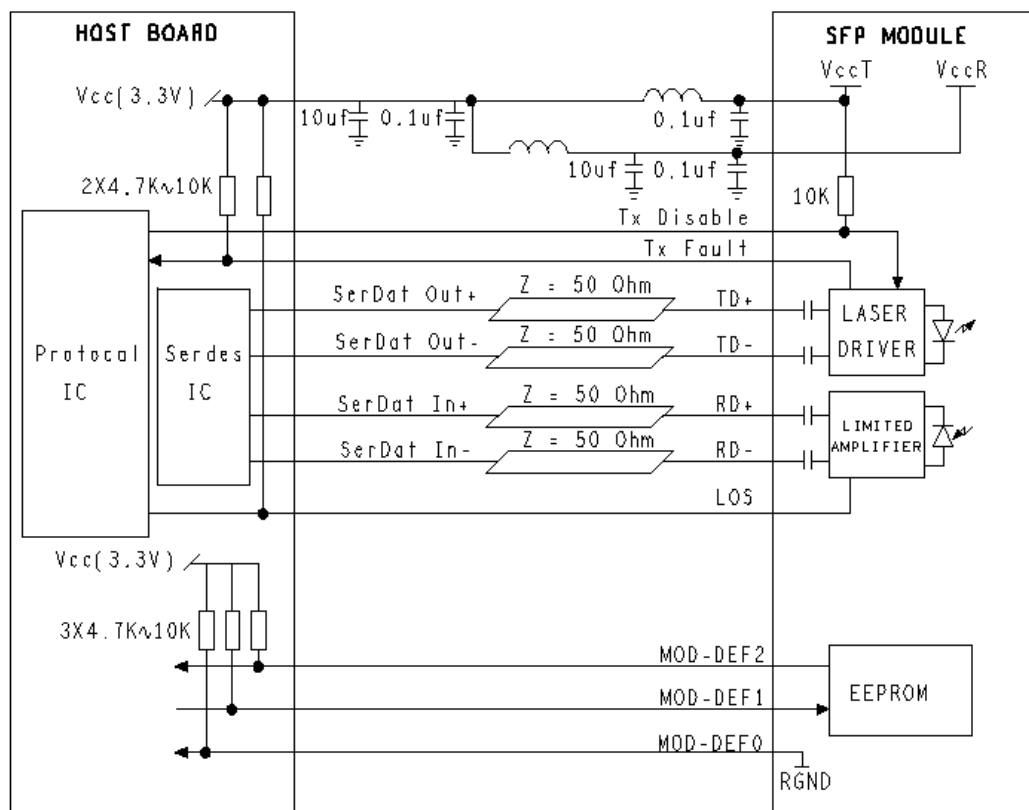 HOST BOARD
SFP MODULE
VccT
VccR
Vcc(3.3V)
10uf
0.1uf
0.1uf
10uf
0.1uf
2X4.7K~10K
10K
Tx Disable
Tx Fault
SerDat Out+
Z = 50 Ohm
TD+
LASER
DRIVER
SerDat Out-
Z = 50 Ohm
TD-
Protocal
IC
Serdes
IC
SerDat In+
Z = 50 Ohm
RD+
LIMITED
AMPLIFIER
SerDat In-
Z = 50 Ohm
RD-
LOS
Vcc(3.3V)
3X4.7K~10K
MOD-DEF2
EEPROM
MOD-DEF1
MOD-DEF0
RGND